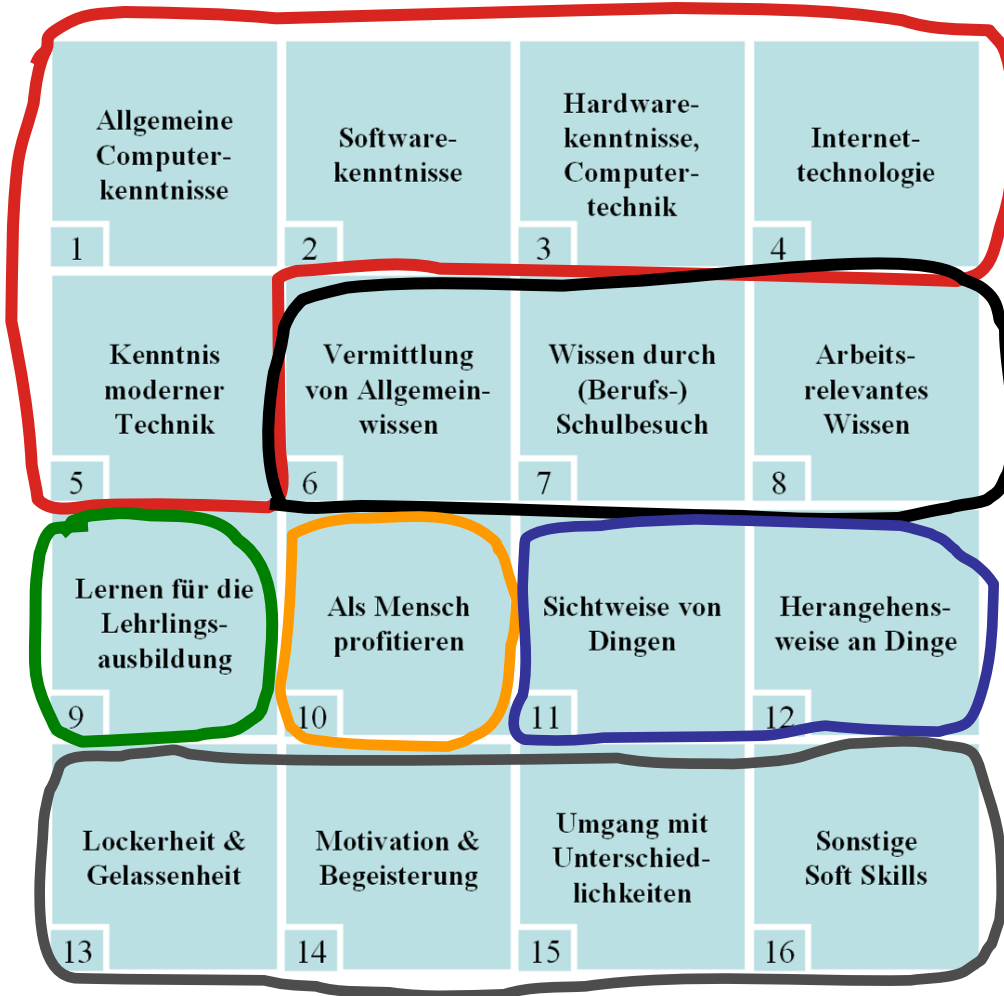 Allgemeine
Computer-
kenntnisse
1
Software-
kenntnisse
2
Hardware-
kenntnisse,
Computer-
technik
3
Internet-
technologie
4
Kenntnis
moderner
Technik
5
Vermittlung
von Allgemein-
wissen
6
Wissen durch
(Berufs-)
Schulbesuch
7
Arbeits-
relevantes
Wissen
8
Lernen für die
Lehrlings-
ausbildung
9
Als Mensch
profitieren
10
Sichtweise von
Dingen
11
Herangehens-
weise an Dinge
12
Lockerheit &
Gelassenheit
13
Motivation &
Begeisterung
14
Umgang mit
Unterschied-
lichkeiten
15
Sonstige
Soft Skills
16